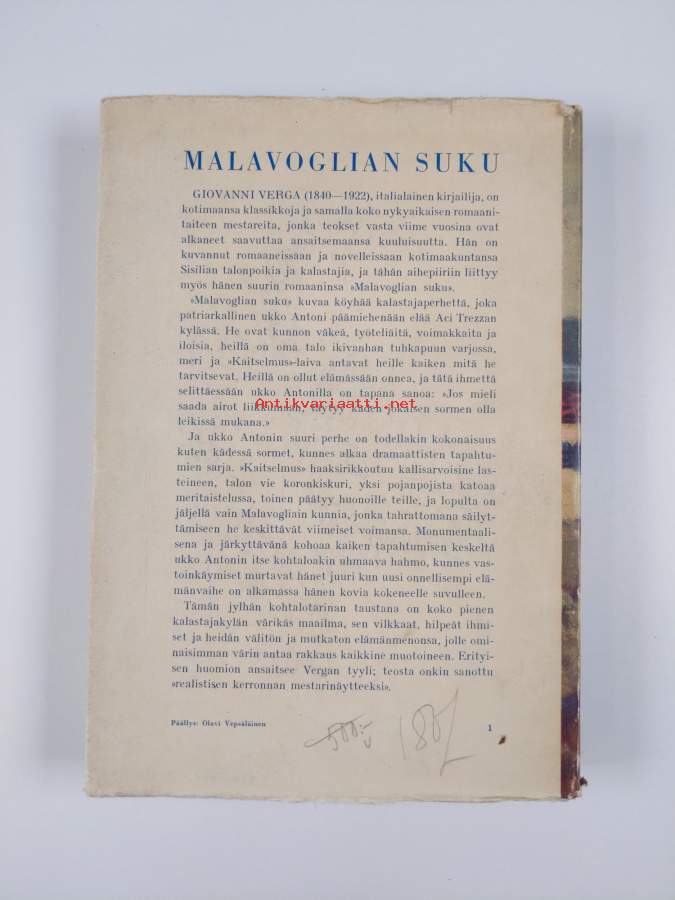 MALAVOGLIAN SUKU
GIOVANNI VERGA (1840—1922), italialainen kirjailija, on
kotimaansa klassikkoja ja samalla koko nykyaikaisen romaani-
taiteen mestareita, jonka teokset vasta viime vuosina ovat
alkaneet saavuttaa ansaitsemaansa kuuluisuutta. Hän on
kuvannut romaaneissaan ja novelleissaan kotimaakuntansa
Sisilian talonpoikia ja kalastajia, ja tähän aihepiiriin liittyy
myös hänen suurin romaaninsa »Malavoglian suku».
»Malavoglian suku» kuvaa köyhää kalastajaperhettä, joka
patriarkallinen ukko Antoni päämiehenään elää Aci Trezzan
kylässä. He ovat kunnon väkeä, työteliäitä, voimakkaita ja
iloisia, heillä on oma talo ikivanhan tuhkapuun varjossa,
meri ja »Kaitselmus»-laiva antavat heille kaiken mitä he
tarvitsevat. Heillä on ollut elämässään onnea, ja tätä ihmettä
selittäessään ukko Antonilla on tapana sanoa: »Jos mieli
saada airot liikkumaan, täytyy käden jokaisen sormen olla
Antikvariaatti.net
leikissä mukana.»
Ja ukko Antonin suuri perhe on todellakin kokonaisuus
kuten kädessä sormet, kunnes alkaa dramaattisten tapahtu-
mien sarja. »Kaitselmus» haaksirikkoutuu kallisarvoisine las-
teineen, talon vie koronkiskuri, yksi pojanpojista katoaa
meritaistelussa, toinen päätyy huonoille teille, ja lopulta on
jäljellä vain Malavogliain kunnia, jonka tahrattomana säilyt-
tämiseen he keskittävät viimeiset voimansa. Monumentaali-
sena ja järkyttävänä kohoaa kaiken tapahtumisen keskeltä
ukko Antonin itse kohtaloakin uhmaava hahmo, kunnes vas-
toinkäymiset murtavat hänet juuri kun uusi onnellisempi elä-
mänvaihe on alkamassa hänen kovia kokeneelle suvulleen.
Tämän jylhän kohtalotarinan taustana on koko pienen
kalastajakylän värikäs maailma, sen vilkkaat, hilpeät ihmi-
set ja heidän välitön ja mutkaton elämänmenonsa, jolle omi-
naisimman värin antaa rakkaus kaikkine muotoineen. Erityi-
sen huomion ansaitsee Vergan tyyli; teosta onkin sanottu
»realistisen kerronnan mestarinäytteeksi».
Päällys: Olavi Vepsäläinen
1
500:-
180/